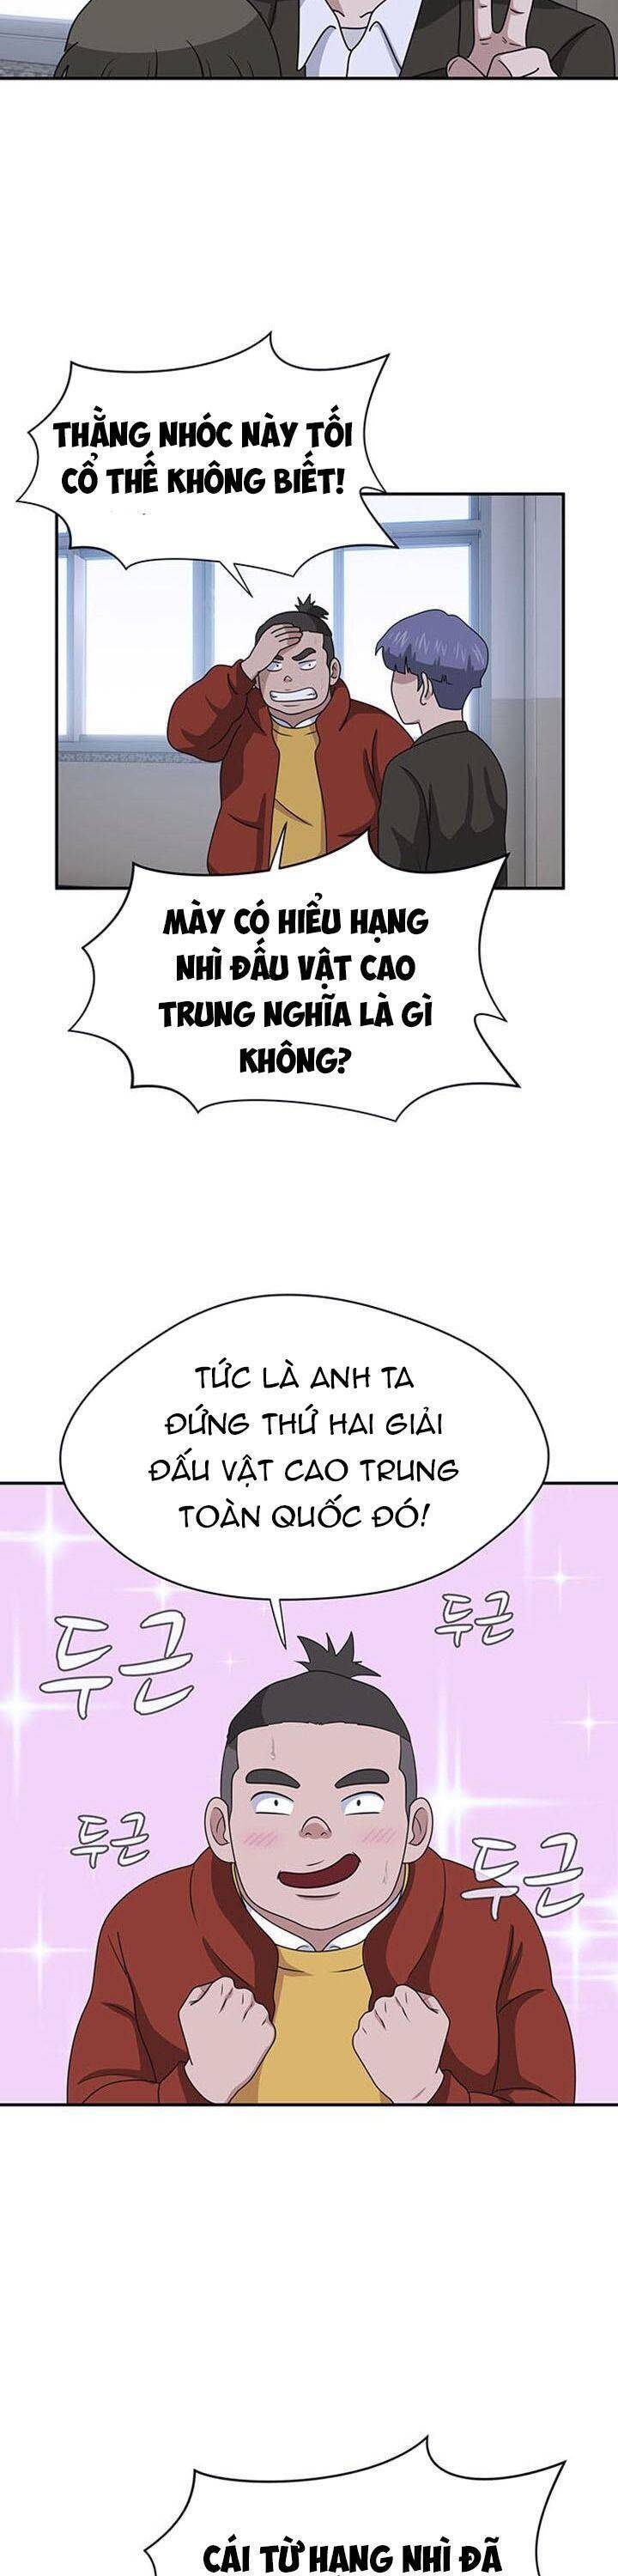 THẰNG NHÓC NÀY TỐI
CỔ THẾ KHÔNG BIẾT!
MÀY CÓ HIỂU HẠNG
NHÌ ĐẤU VẬT CAO
TRUNG NGHĨA LÀ GÌ
KHÔNG?
TỨC LÀ ANH TA
ĐỨNG THỨ HAI GIẢI
ĐẤU VẬT CAO TRUNG
TOÀN QUỐC ĐÓ!
두근
두근
두근
두근
CÁI TỪ HẠNG NHÌ ĐÃ